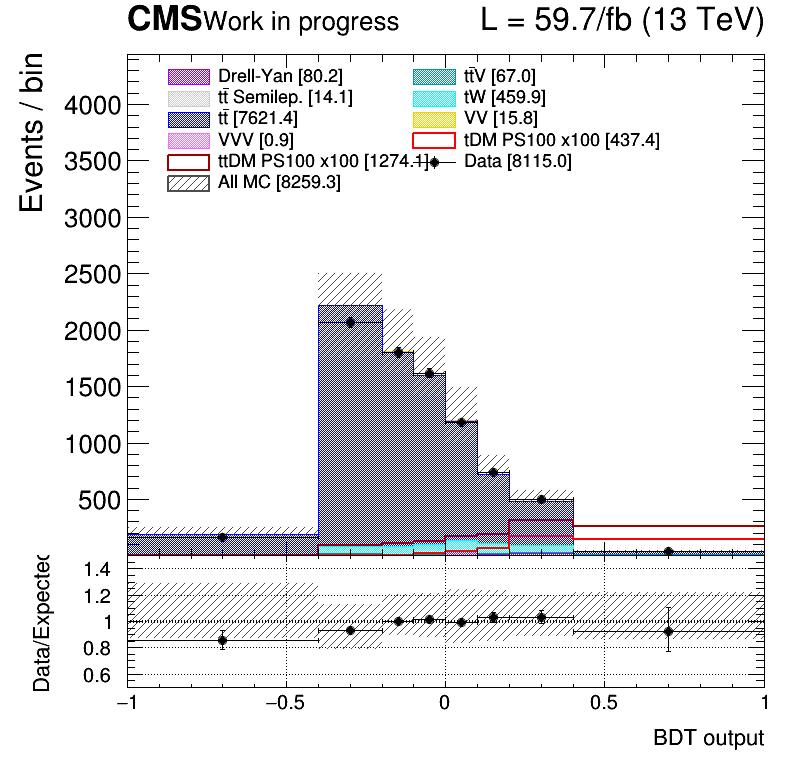 CMS Work in progress L = 59.7/fb (13 TeV)
Events / bin
Drell-Yan [80.2] tt̄V [67.0]
tt̄ Semilep. [14.1] tW [459.9]
tt̄ [7621.4] VV [15.8]
VVV [0.9] tDM PS100 x100 [437.4]
ttDM PS100 x100 [1274.1] Data [8115.0]
All MC [8259.3]
4000
3500
3000
2500
2000
1500
1000
500
Data/Expected
1.4
1.2
1
0.8
0.6
−1 −0.5 0 0.5 1
BDT output